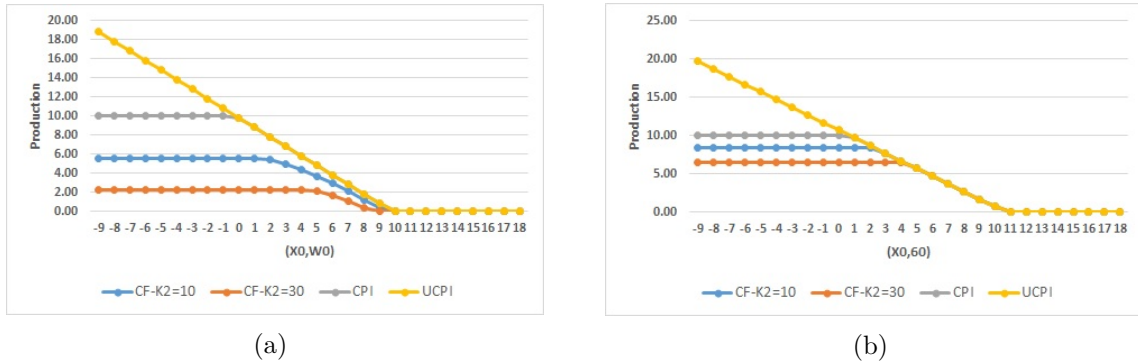 20.00
18.00
16.00
14.00
12.00
10.00
8.00
6.00
4.00
2.00
0.00
Production
-9 -8 -7 -6 -5 -4 -3 -2 -1 0 1 2 3 4 5 6 7 8 9 10 11 12 13 14 15 16 17 18
(X0,W0)
CF-K2=10 CF-K2=30 CPI UCPI
(a)
25.00
20.00
15.00
10.00
5.00
0.00
Production
-9 -8 -7 -6 -5 -4 -3 -2 -1 0 1 2 3 4 5 6 7 8 9 10 11 12 13 14 15 16 17 18
(X0,60)
CF-K2=10 CF-K2=30 CPI UCPI
(b)